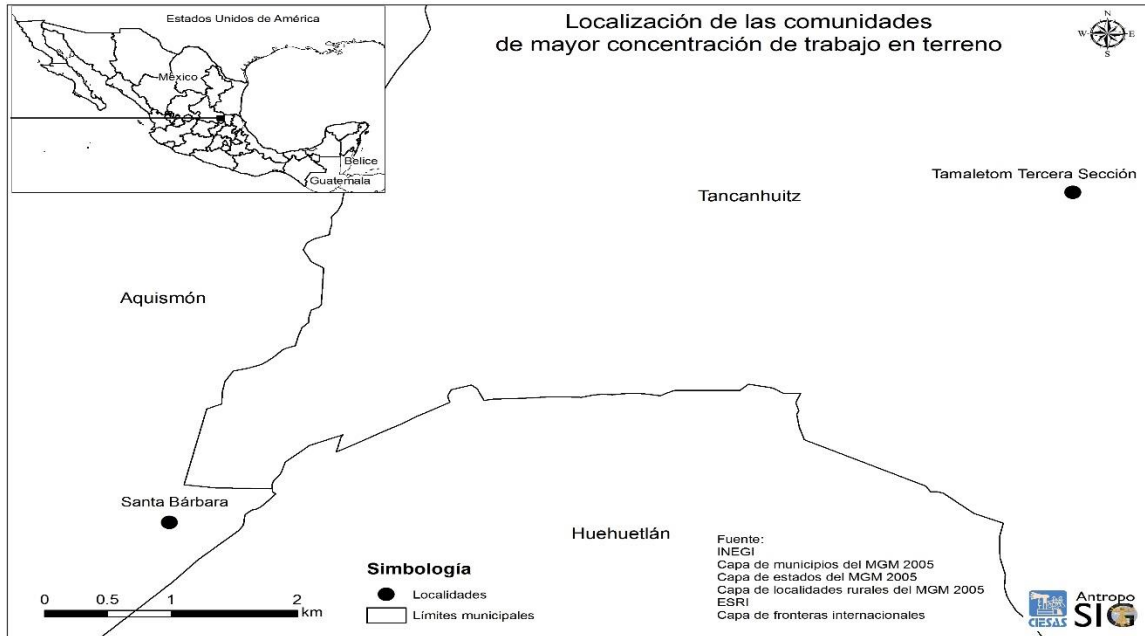 Localización de las comunidades
de mayor concentración de trabajo en terreno
N
W
E
S
Estados Unidos de América
México
Belice
Guatemala
Tamaletom Tercera Sección
Tancanhuitz
Aquismón
Santa Bárbara
Huehuetlán
Simbología
Localidades
Límites municipales
0 0.5 1 2
km
Fuente:
INEGI
Capa de municipios del MGM 2005
Capa de estados del MGM 2005
Capa de localidades rurales del MGM 2005
ESRI
Capa de fronteras internacionales
CIESAS
Antropo
SIG